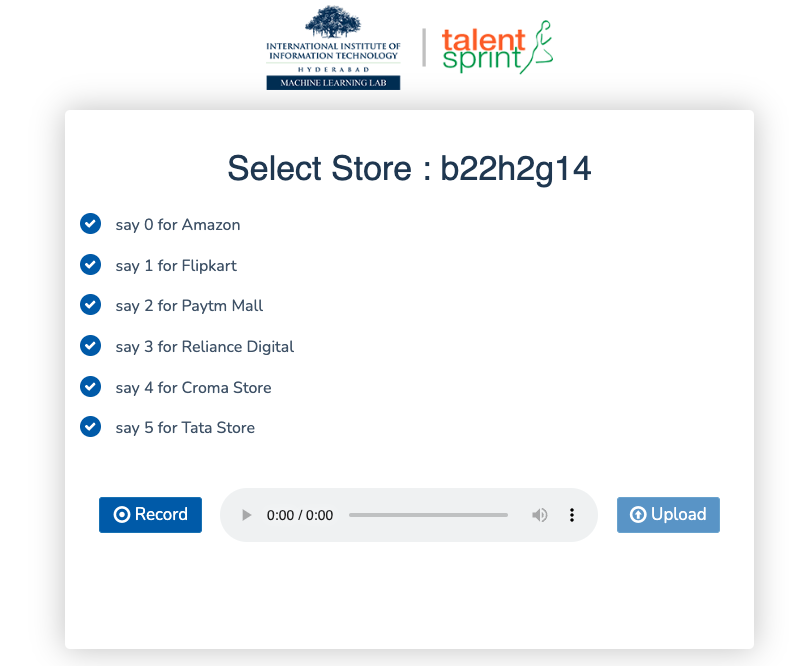 INTERNATIONAL INSTITUTE OF
INFORMATION TECHNOLOGY
HYDERABAD
MACHINE LEARNING LAB
talent
sprint
Select Store : b22h2g14
say 0 for Amazon
say 1 for Flipkart
say 2 for Paytm Mall
say 3 for Reliance Digital
say 4 for Croma Store
say 5 for Tata Store
Record
0:00 / 0:00
Upload